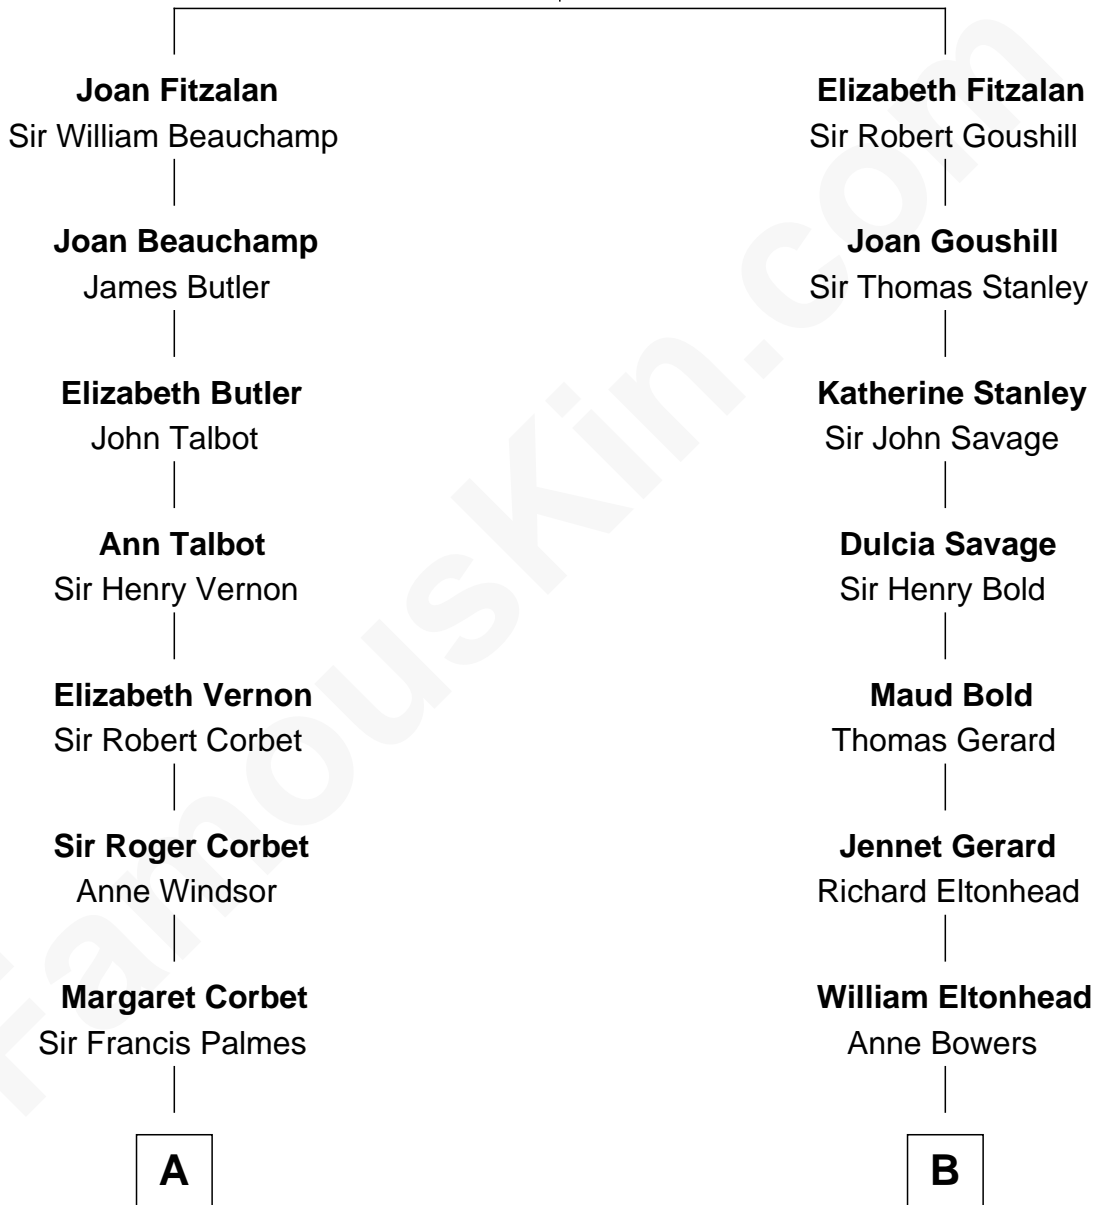 Joan Fitzalan
Sir William Beauchamp
Elizabeth Fitzalan
Sir Robert Goushill
Joan Beauchamp
James Butler
Joan Goushill
Sir Thomas Stanley
Elizabeth Butler
John Talbot
Katherine Stanley
Sir John Savage
Ann Talbot
Sir Henry Vernon
Dulcia Savage
Sir Henry Bold
Elizabeth Vernon
Sir Robert Corbet
Maud Bold
Thomas Gerard
Sir Roger Corbet
Anne Windsor
Jennet Gerard
Richard Eltonhead
Margaret Corbet
Sir Francis Palmes
William Eltonhead
Anne Bowers
A
B
FamousKin.com